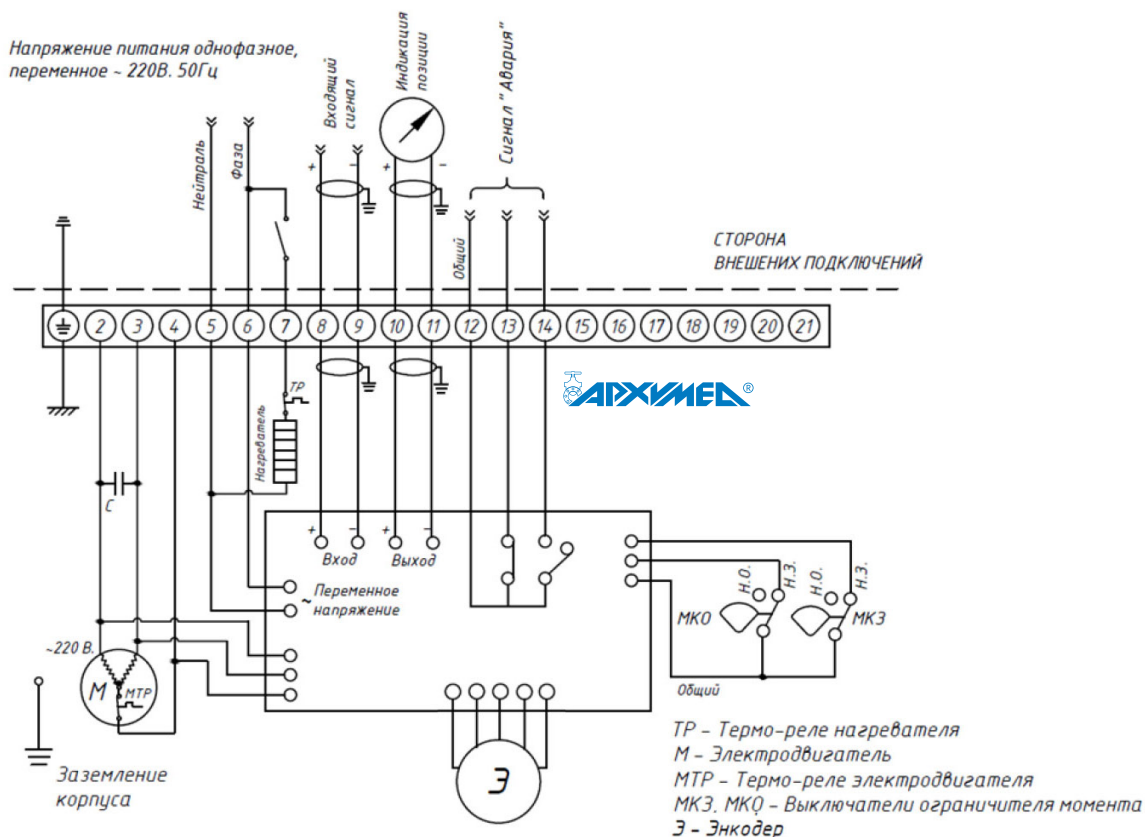 Напряжение питания однофазное,
переменное ~ 220В. 50Гц
Нейтраль
Фаза
Входящий
сигнал
Индикация
позиции
Сигнал "Авария"
+
-
+
-
Общий
СТОРОНА
ВНЕШЕНИХ ПОДКЛЮЧЕНИЙ
2 3 4 5 6 7 8 9 10 11 12 13 14 15 16 17 18 19 20 21
ТР
Нагреватель
АРХИМЕД®
C
+ - + -
Вход Выход
~ Переменное
напряжение
Н.О. Н.З. Н.О. Н.З.
МКО МКЗ
Общий
~220 В.
М МТР
Э
Заземление
корпуса
ТР - Термо-реле нагревателя
М - Электродвигатель
МТР - Термо-реле электродвигателя
МКЗ, МКО - Выключатели ограничителя момента
Э - Энкодер